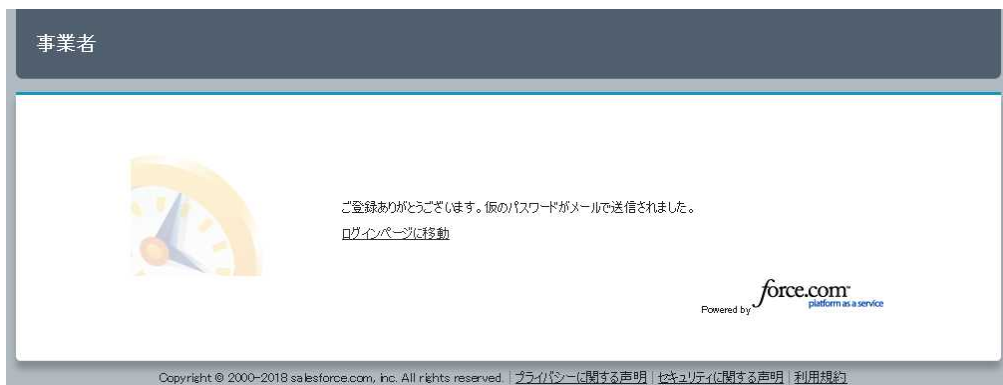 事業者
ご登録ありがとうございます。仮のパスワードがメールで送信されました。
ログインページに移動
Powered by force.com™
platform as a service
Copyright © 2000-2018 salesforce.com, inc. All rights reserved. | プライバシーに関する声明 | セキュリティに関する声明 | 利用規約